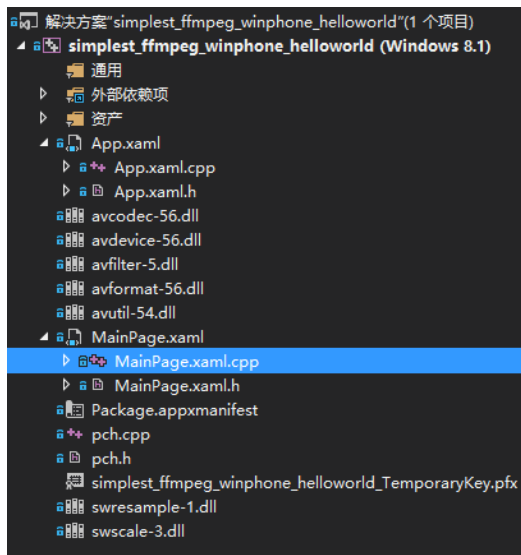 解决方案"simplest_ffmpeg_winphone_helloworld"(1 个项目)
simplest_ffmpeg_winphone_helloworld (Windows 8.1)
通用
外部依赖项
资产
App.xaml
App.xaml.cpp
App.xaml.h
avcodec-56.dll
avdevice-56.dll
avfilter-5.dll
avformat-56.dll
avutil-54.dll
MainPage.xaml
MainPage.xaml.cpp
MainPage.xaml.h
Package.appxmanifest
pch.cpp
pch.h
simplest_ffmpeg_winphone_helloworld_TemporaryKey.pfx
swresample-1.dll
swscale-3.dll